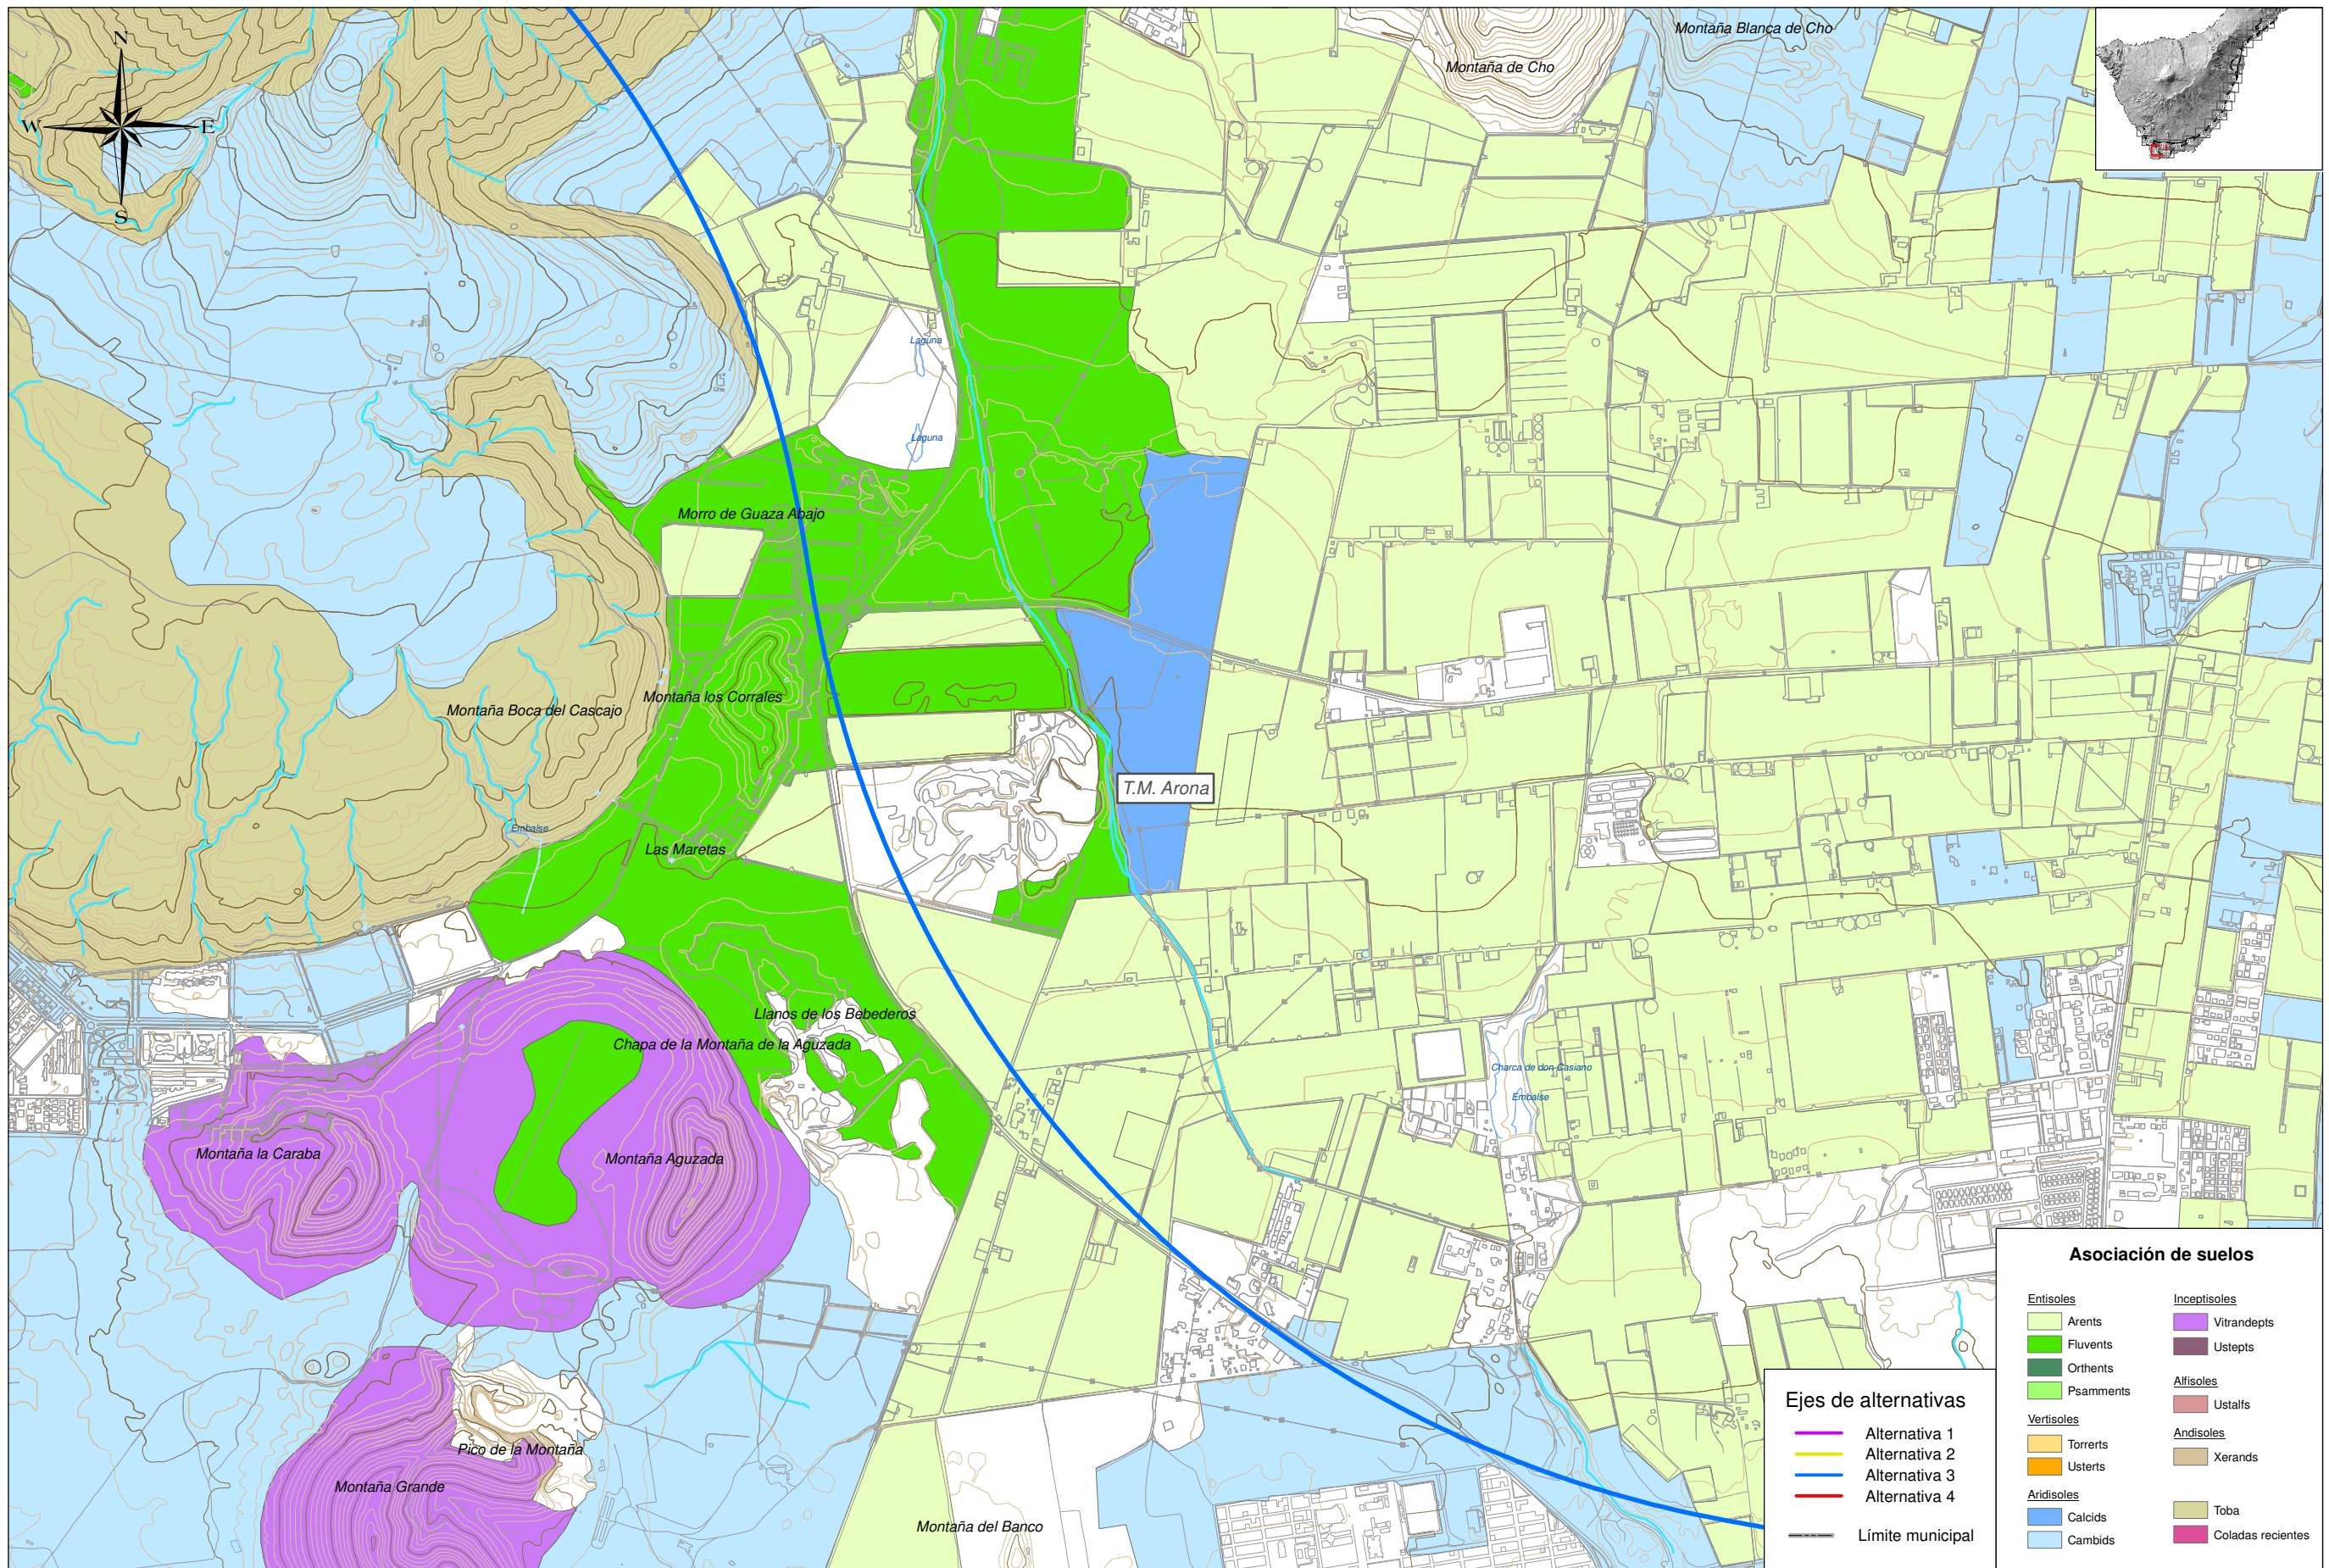 Montaña Blanca de Cho
Montaña de Cho
N
W
E
S
Laguna
Laguna
Morro de Guaza Abajo
Montaña los Corrales
Montaña Boca del Cascajo
T.M. Arona
Embalse
Las Maretas
Llanos de los Bebederos
Chapa de la Montaña de la Aguzada
Charca de don Casiano
Embalse
Montaña la Caraba
Montaña Aguzada
Pico de la Montaña
Montaña Grande
Montaña del Banco
Ejes de alternativas
Alternativa 1
Alternativa 2
Alternativa 3
Alternativa 4
Límite municipal
Asociación de suelos
Entisoles
Arents
Fluvents
Orthents
Psamments
Vertisoles
Torrerts
Usterts
Aridisoles
Calcids
Cambids
Inceptisoles
Vitrandepts
Ustepts
Alfisoles
Ustalfs
Andisoles
Xerands
Toba
Coladas recientes